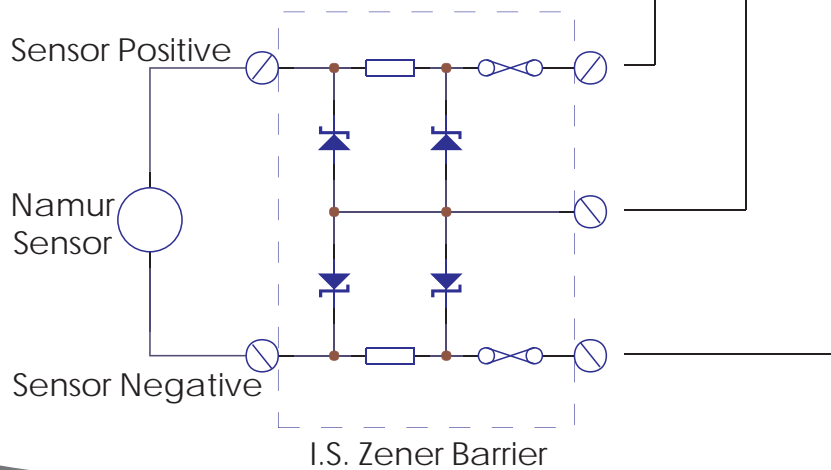 Sensor Positive
Namur
Sensor
Sensor Negative
I.S. Zener Barrier